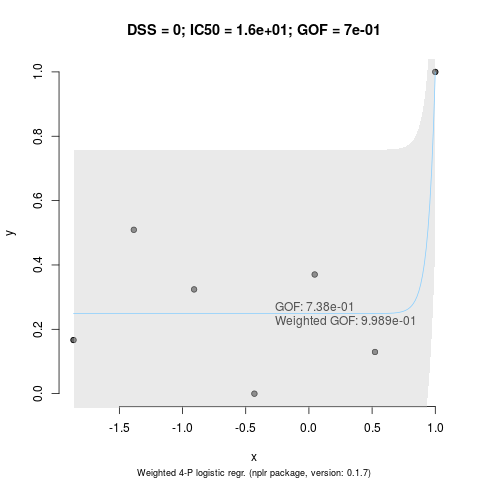 DSS = 0; IC50 = 1.6e+01; GOF = 7e-01
1.0
0.8
0.6
0.4
0.2
0.0
y
GOF: 7.38e-01
Weighted GOF: 9.989e-01
-1.5 -1.0 -0.5 0.0 0.5 1.0
x
Weighted 4-P logistic regr. (nplr package, version: 0.1.7)